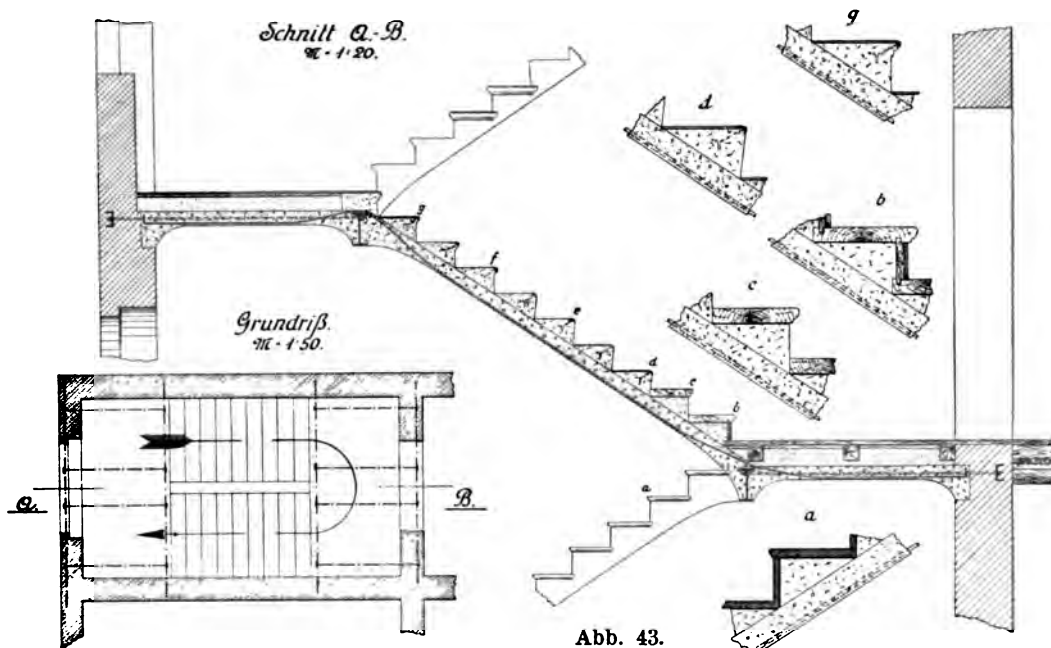 Schnitt A.-B.
M = 1:20.
g
d
b
c
g
f
e
d
c
b
a
Grundriß.
M = 1:50.
A.
B.
a
Abb. 43.